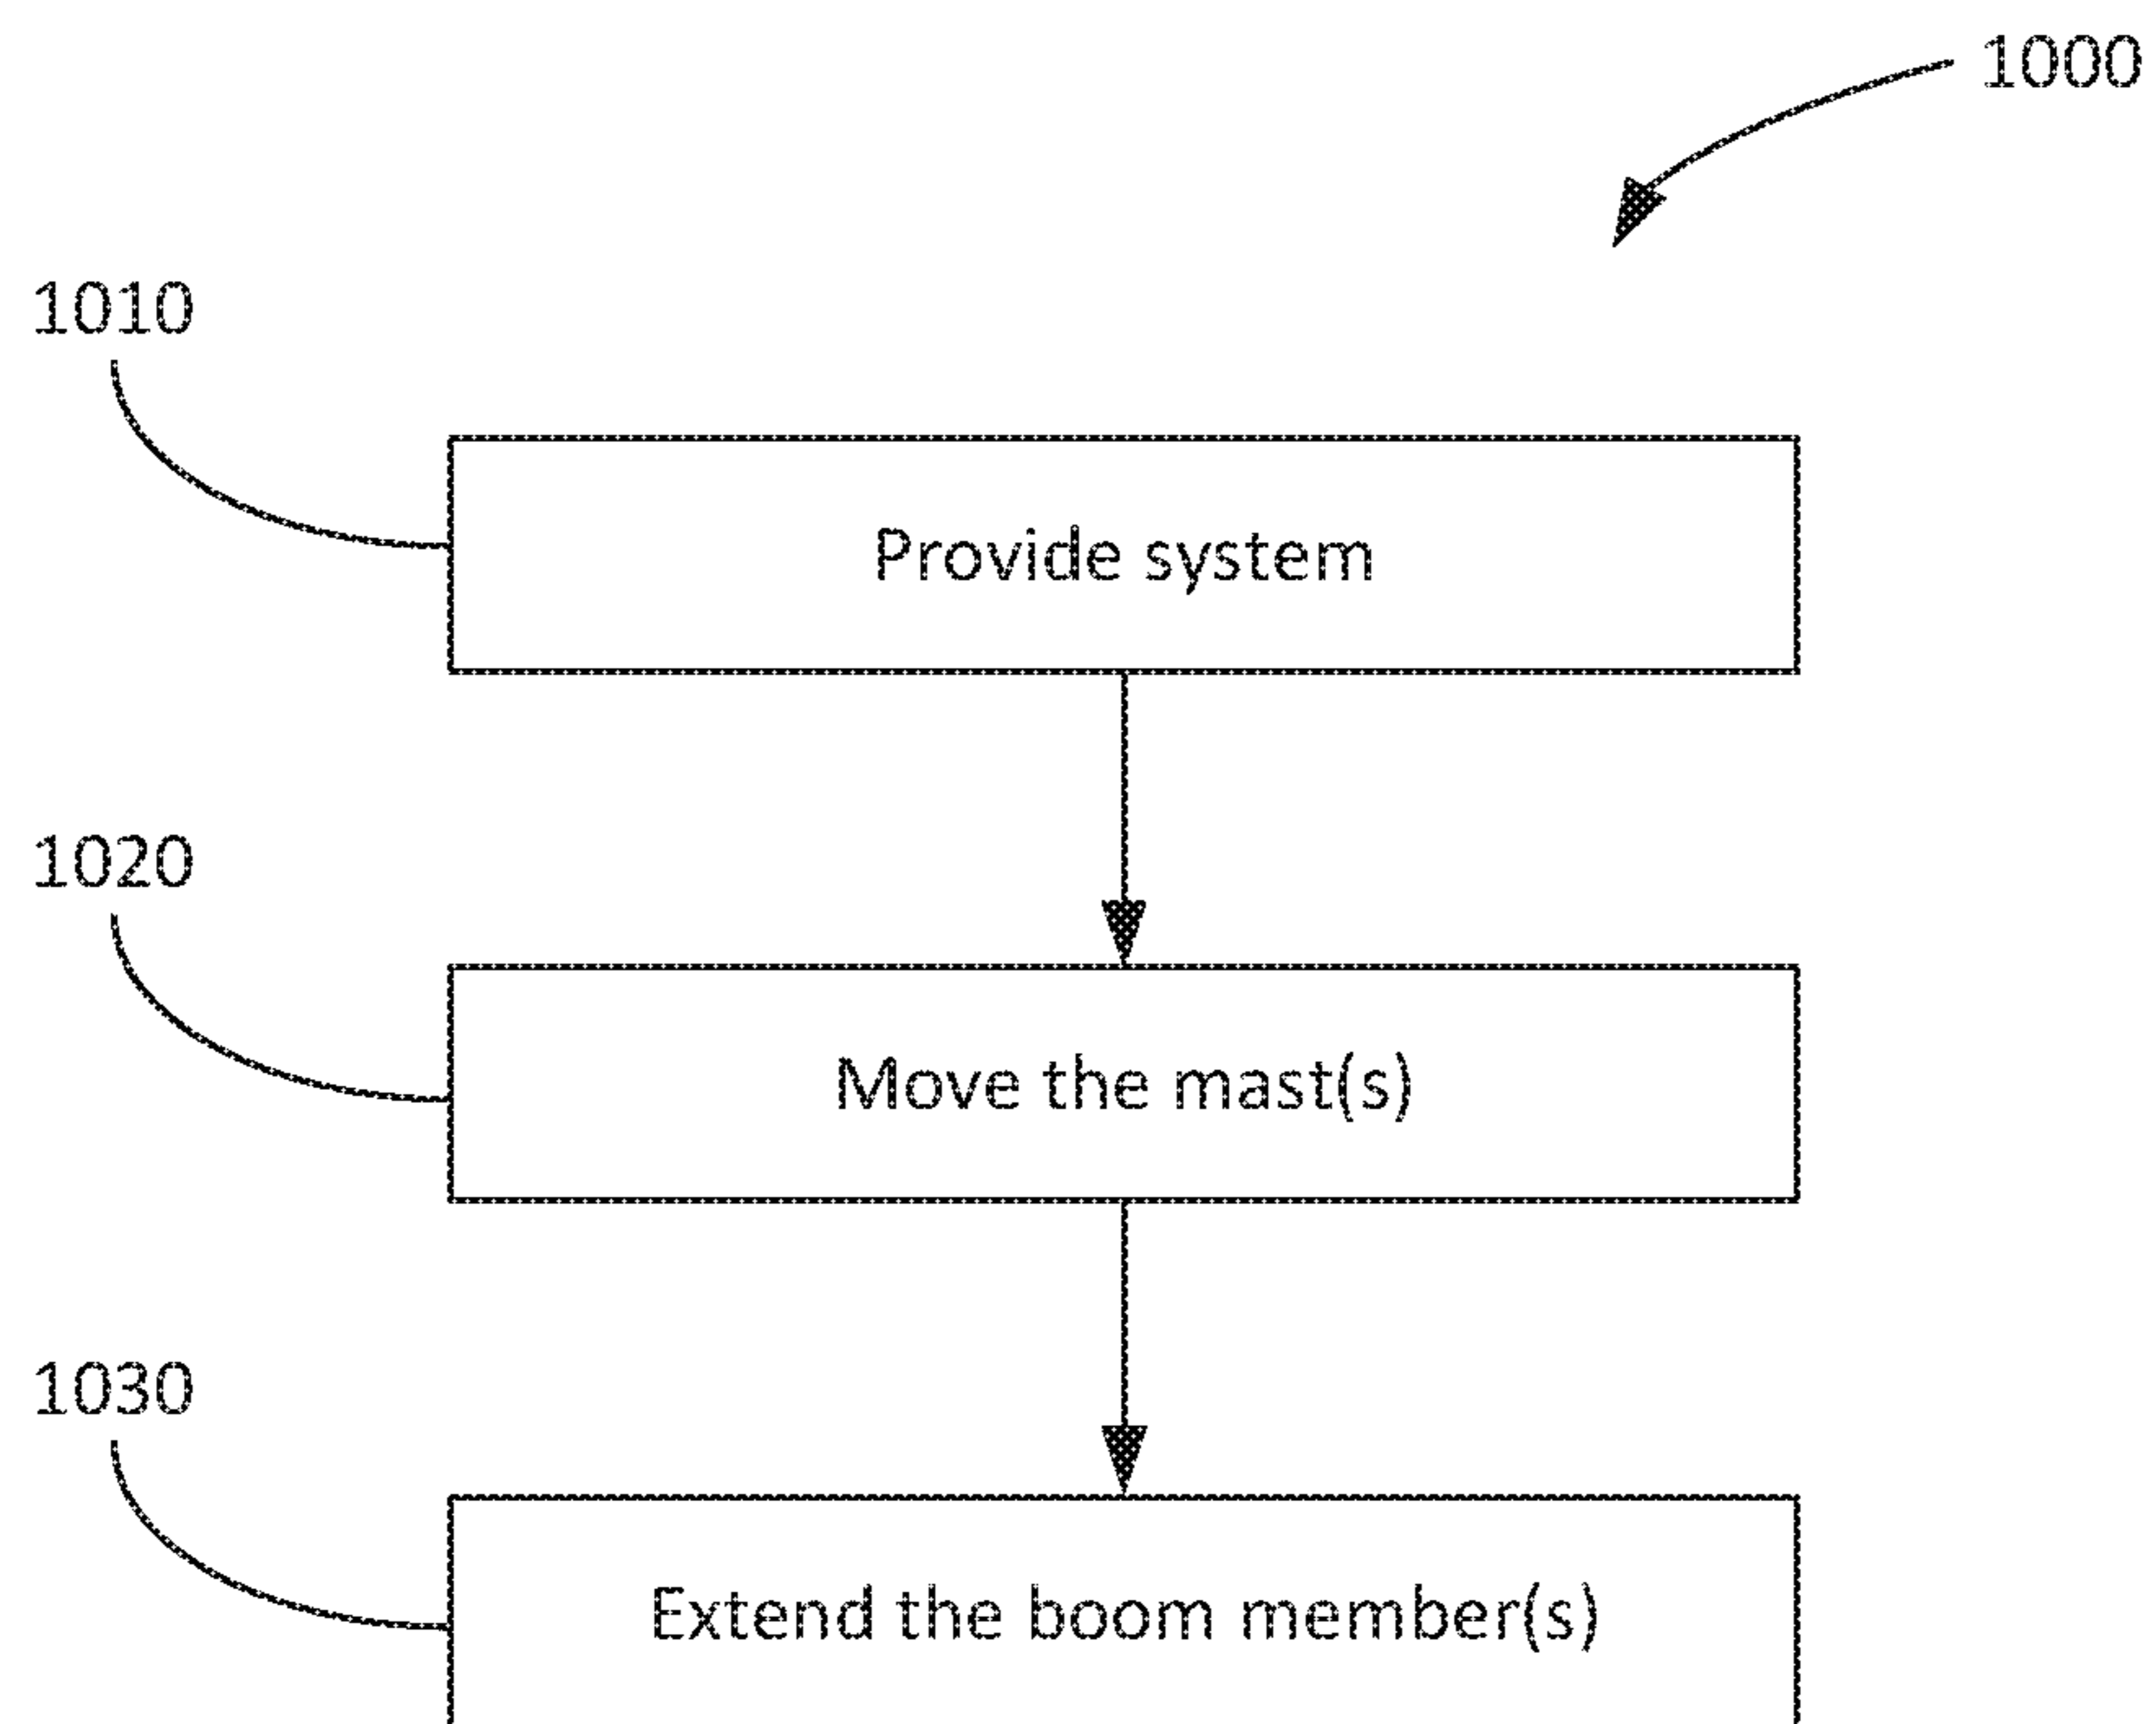 1000
1010
Provide system
1020
Move the mast(s)
1030
Extend the boom member(s)